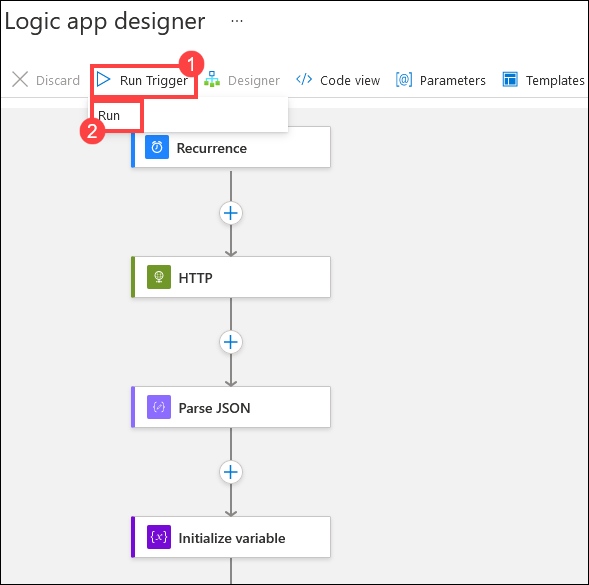 Logic app designer ...
1
Discard Run Trigger Designer </> Code view [@] Parameters Templates
Run
2
Recurrence
HTTP
{✓} Parse JSON
{x} Initialize variable